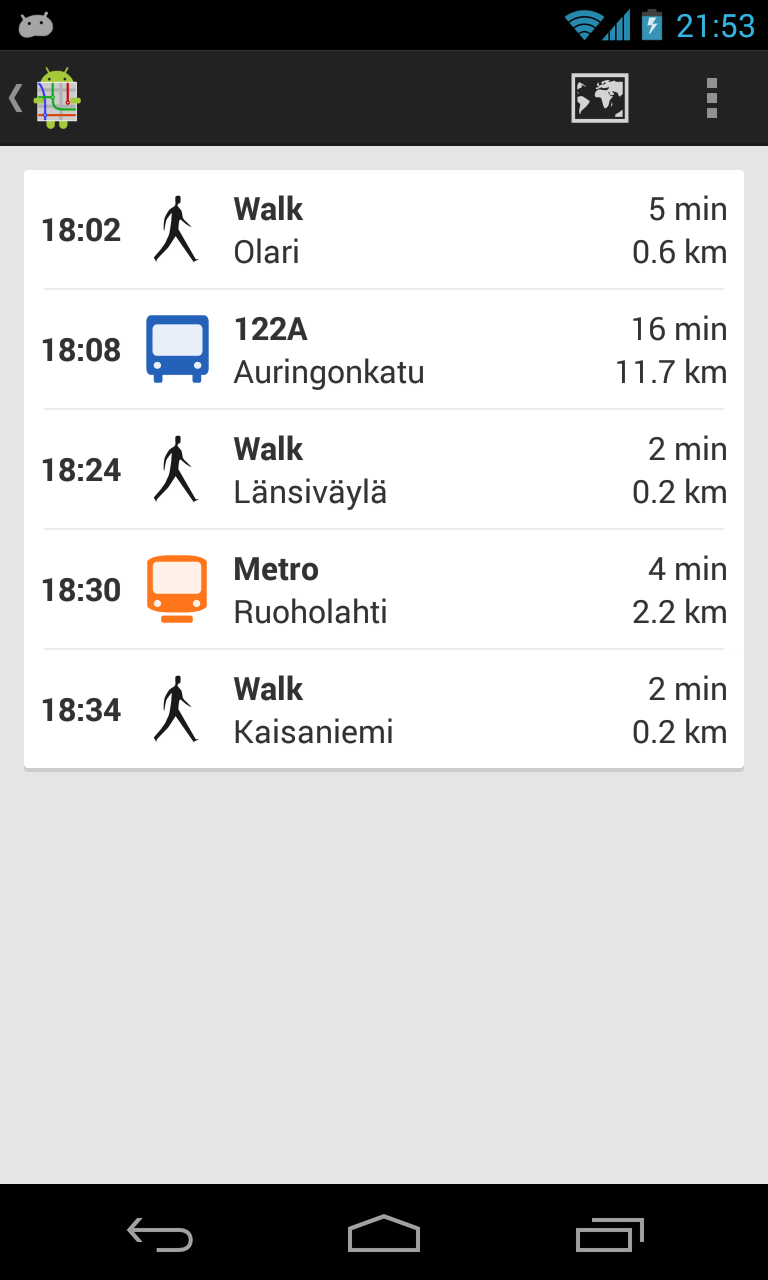 21:53
18:02 Walk 5 min
Olari 0.6 km
18:08 122A 16 min
Auringonkatu 11.7 km
18:24 Walk 2 min
Länsiväylä 0.2 km
18:30 Metro 4 min
Ruoholahti 2.2 km
18:34 Walk 2 min
Kaisaniemi 0.2 km